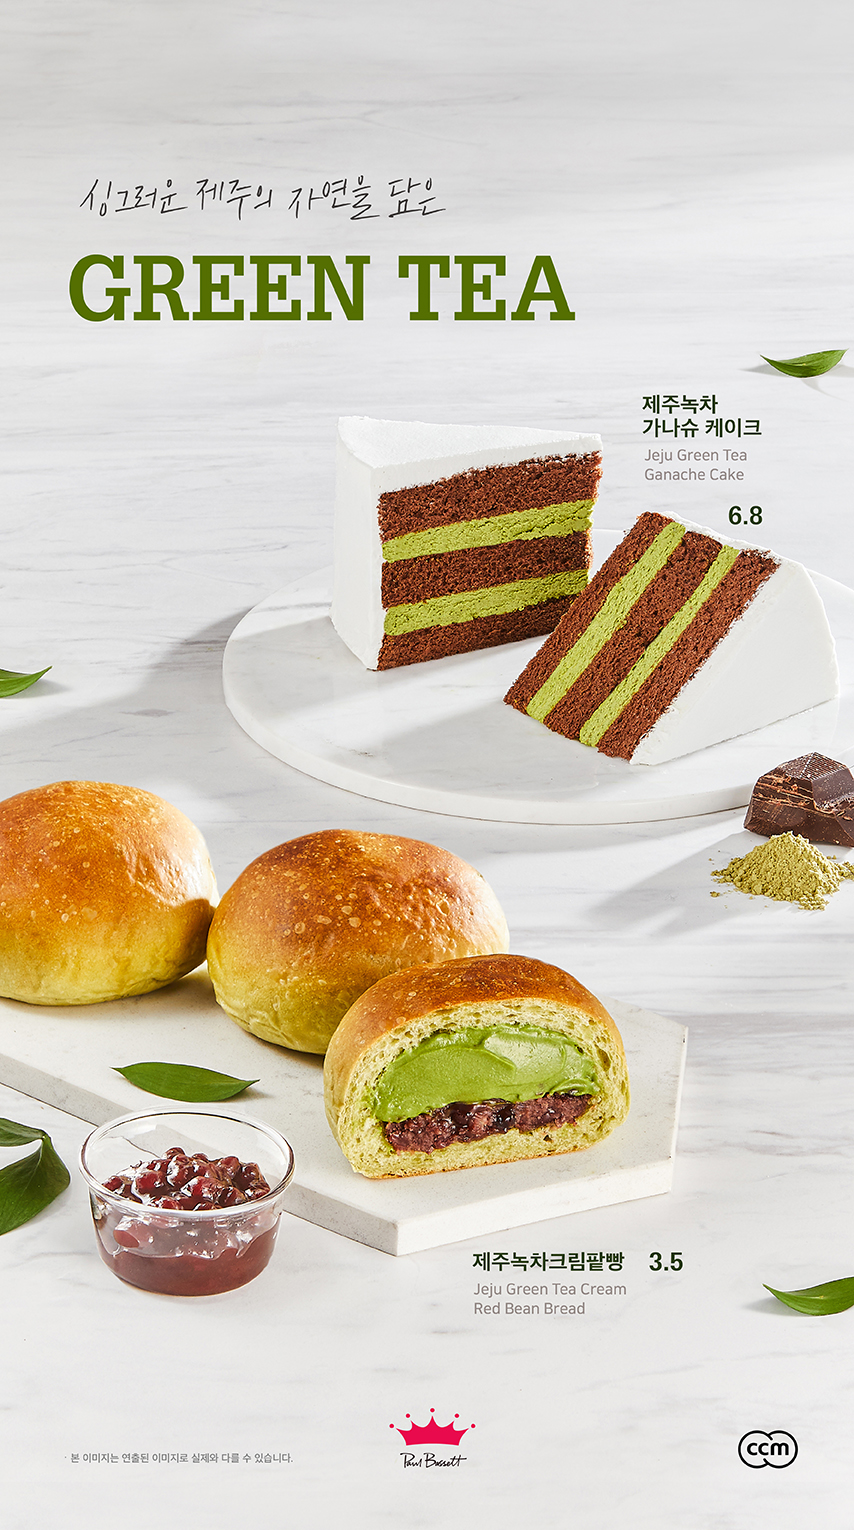 싱그러운 제주의 자연을 담은
GREEN TEA
제주녹차
가나슈 케이크
Jeju Green Tea
Ganache Cake
6.8
제주녹차크림팥빵 3.5
Jeju Green Tea Cream
Red Bean Bread
· 본 이미지는 연출된 이미지로 실제와 다를 수 있습니다.
Paul Bassett
ccm